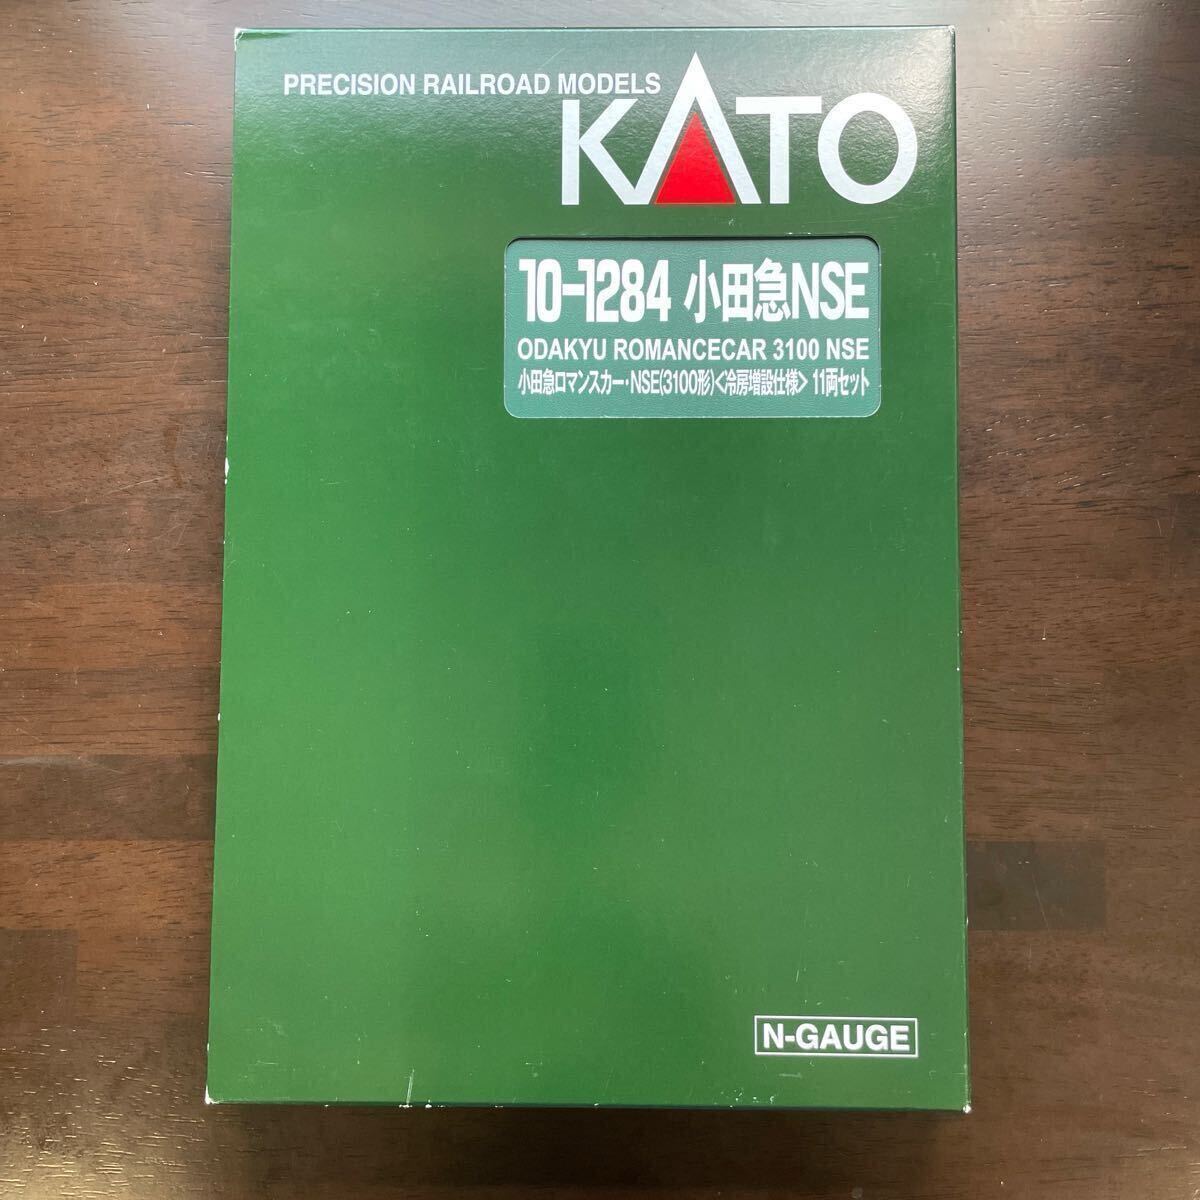 PRECISION RAILROAD MODELS
KATO
10-1284 小田急NSE
ODAKYU ROMANCECAR 3100 NSE
小田急ロマンスカー・NSE(3100形)<冷房増設仕様> 11両セット
N-GAUGE